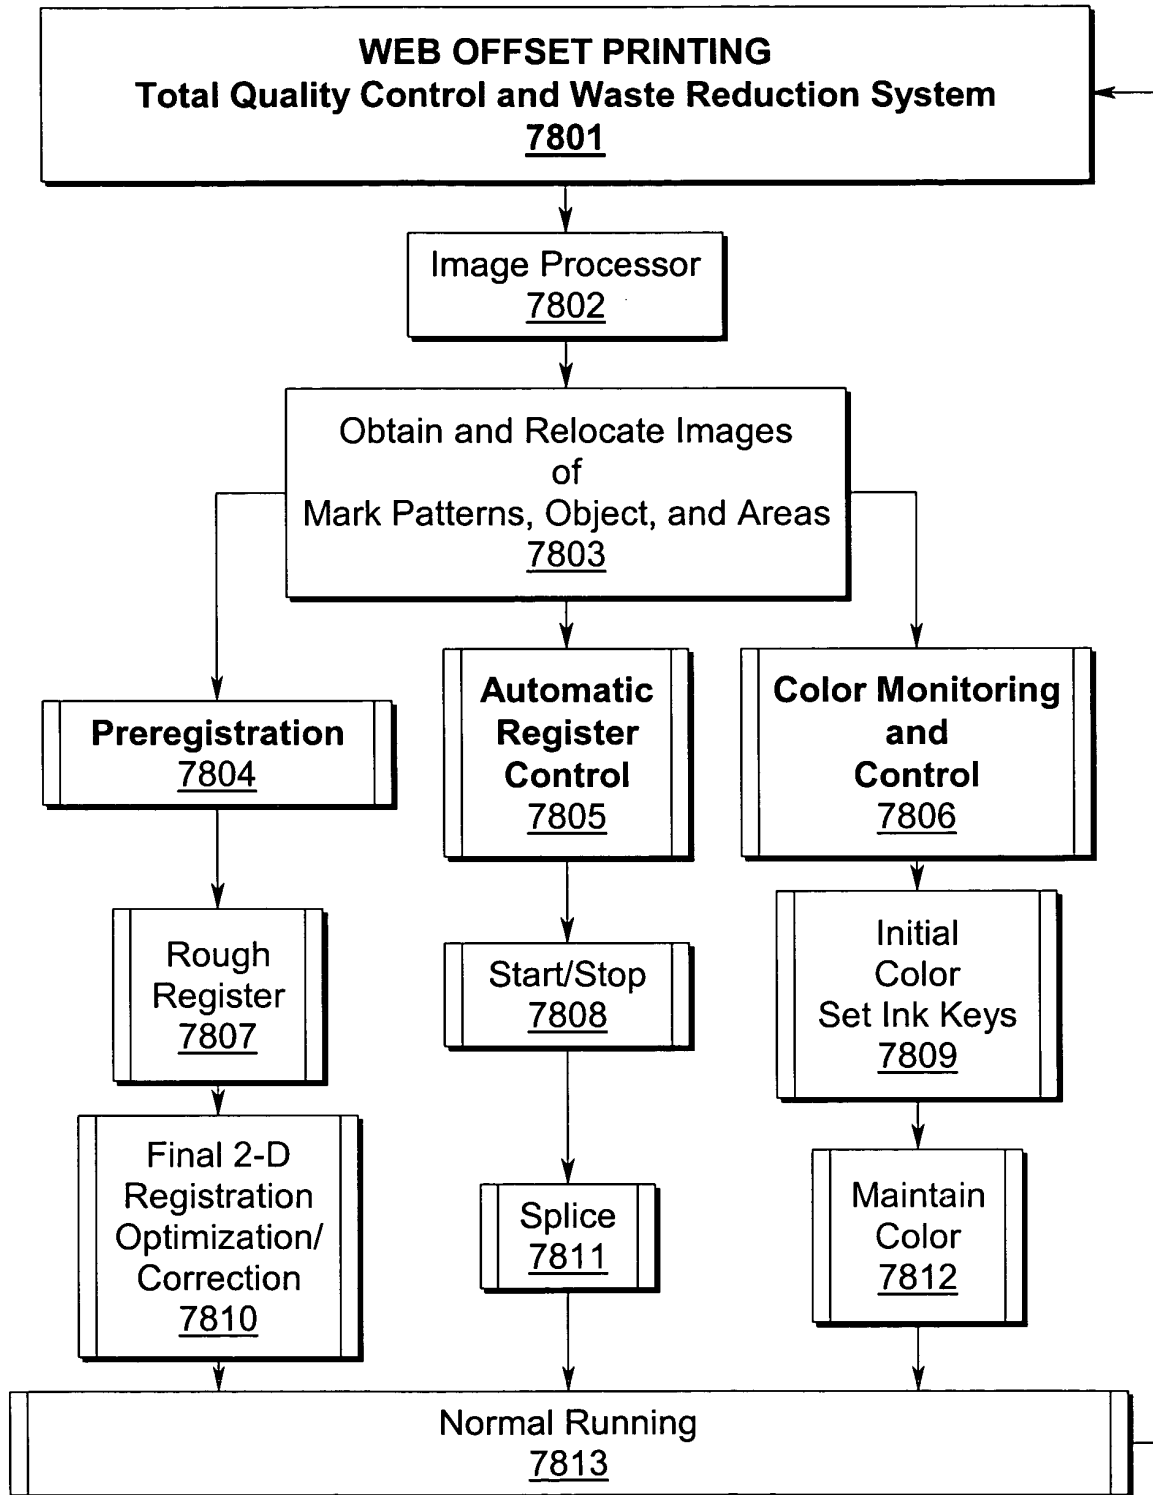 WEB OFFSET PRINTING
Total Quality Control and Waste Reduction System
7801
Image Processor
7802
Obtain and Relocate Images
of
Mark Patterns, Object, and Areas
7803
Preregistration
7804
Automatic
Register
Control
7805
Color Monitoring
and
Control
7806
Rough
Register
7807
Start/Stop
7808
Initial
Color
Set Ink Keys
7809
Final 2-D
Registration
Optimization/
Correction
7810
Splice
7811
Maintain
Color
7812
Normal Running
7813